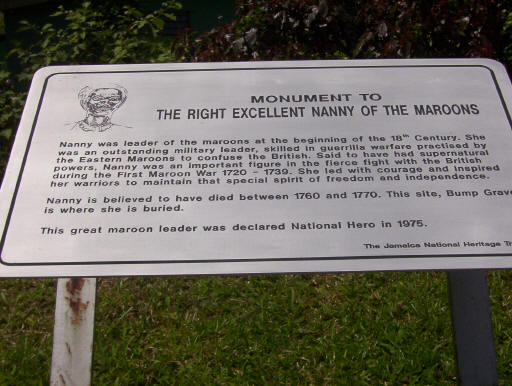 MONUMENT TO
THE RIGHT EXCELLENT NANNY OF THE MAROONS
Nanny was leader of the maroons at the beginning of the 18th Century. She
was an outstanding military leader, skilled in guerrilla warfare practised by
the Eastern Maroons to confuse the British. Said to have had supernatural
powers, Nanny was an important figure in the fierce fight with the British
during the First Maroon War 1720 - 1739. She led with courage and inspired
her warriors to maintain that special spirit of freedom and independence.
Nanny is believed to have died between 1760 and 1770. This site, Bump Grave
is where she is buried.
This great maroon leader was declared National Hero in 1975.
The Jamaica National Heritage Tr